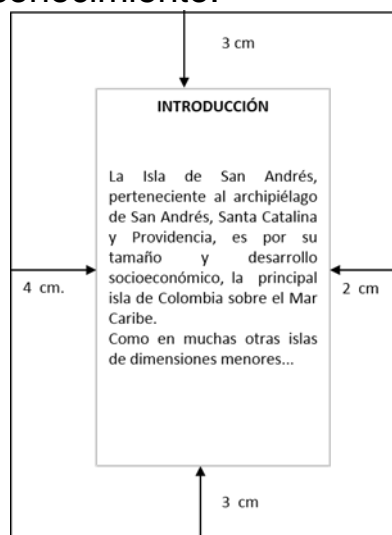 3 cm
INTRODUCCIÓN
La Isla de San Andrés,
perteneciente al archipiélago
de San Andrés, Santa Catalina
y Providencia, es por su
tamaño y desarrollo
socioeconómico, la principal
isla de Colombia sobre el Mar
Caribe.
Como en muchas otras islas
de dimensiones menores...
4 cm.
2 cm
3 cm